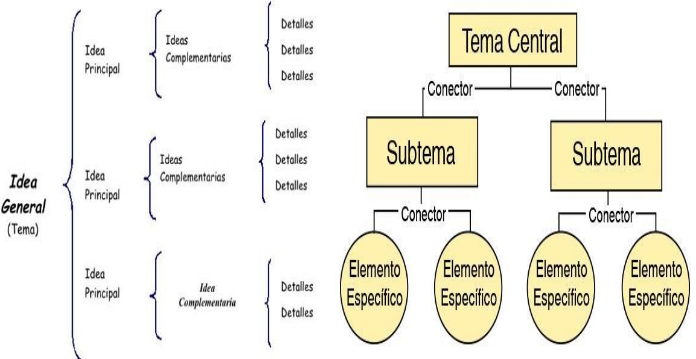 Idea
General
(Tema)
Idea
Principal
Ideas
Complementarias
Detalles
Detalles
Detalles
Idea
Principal
Ideas
Complementarias
Detalles
Detalles
Detalles
Idea
Principal
Idea
Complementaria
Detalles
Detalles
Tema Central
Conector
Conector
Subtema
Subtema
Conector
Conector
Elemento
Específico
Elemento
Específico
Elemento
Específico
Elemento
Específico